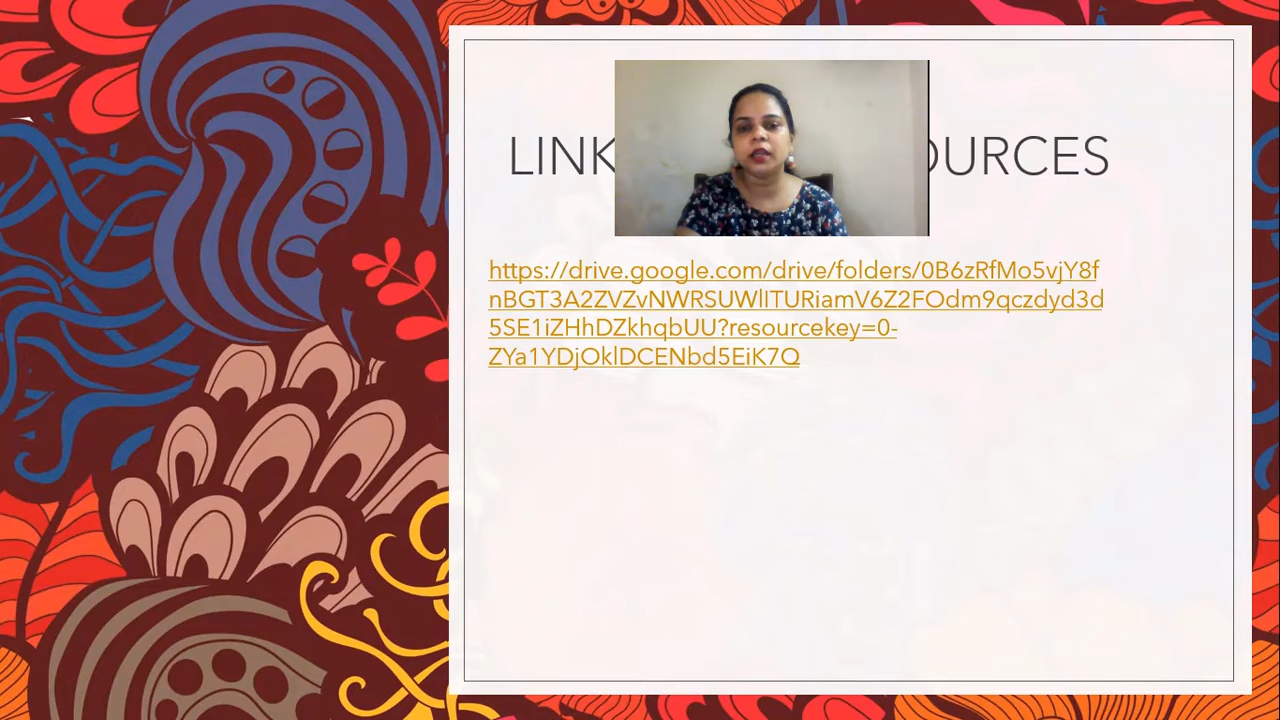 LINK OURCES
https://drive.google.com/drive/folders/0B6zRfMo5vjY8f
nBGT3A2ZVZvNWRSUWlITURiamV6Z2FOdm9qczdyd3d
5SE1iZHhDZkhqbUU?resourcekey=0-
ZYa1YDjOklDCENbd5EiK7Q